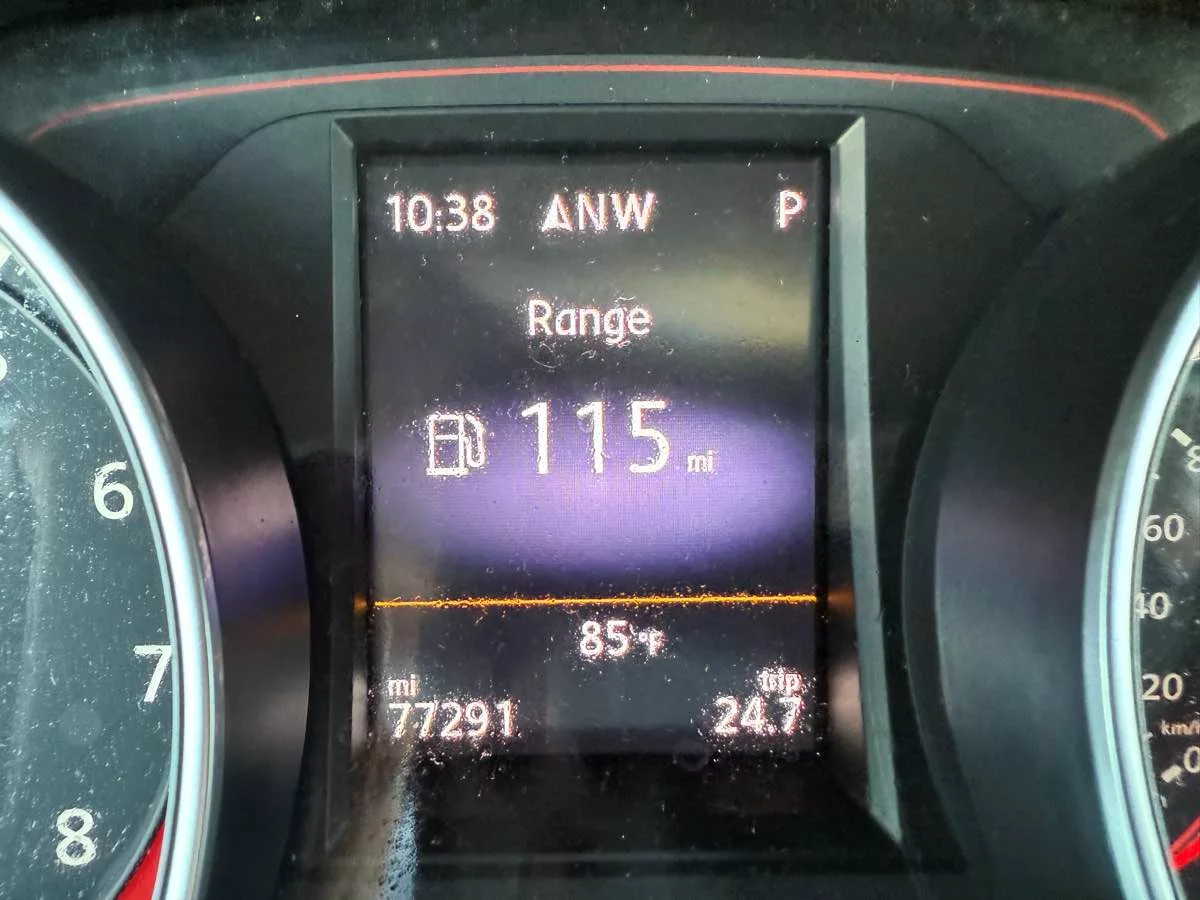 10:38 ΔNW P
Range
115 mi
85°F
mi trip
77291 24.7
6
7
8
60
40
20
km/h
0